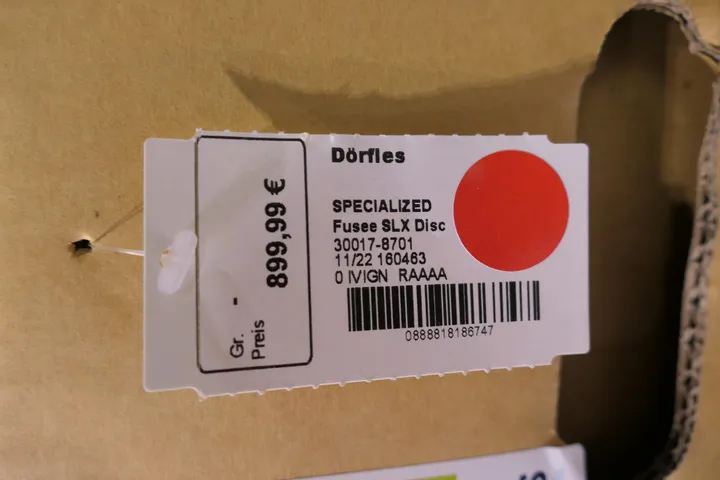 Dörfles
SPECIALIZED
Fusee SLX Disc
30017-8701
11/22 160463
0 IVIGN RAAAA
0888818186747
Gr. -
Preis 899,99 €